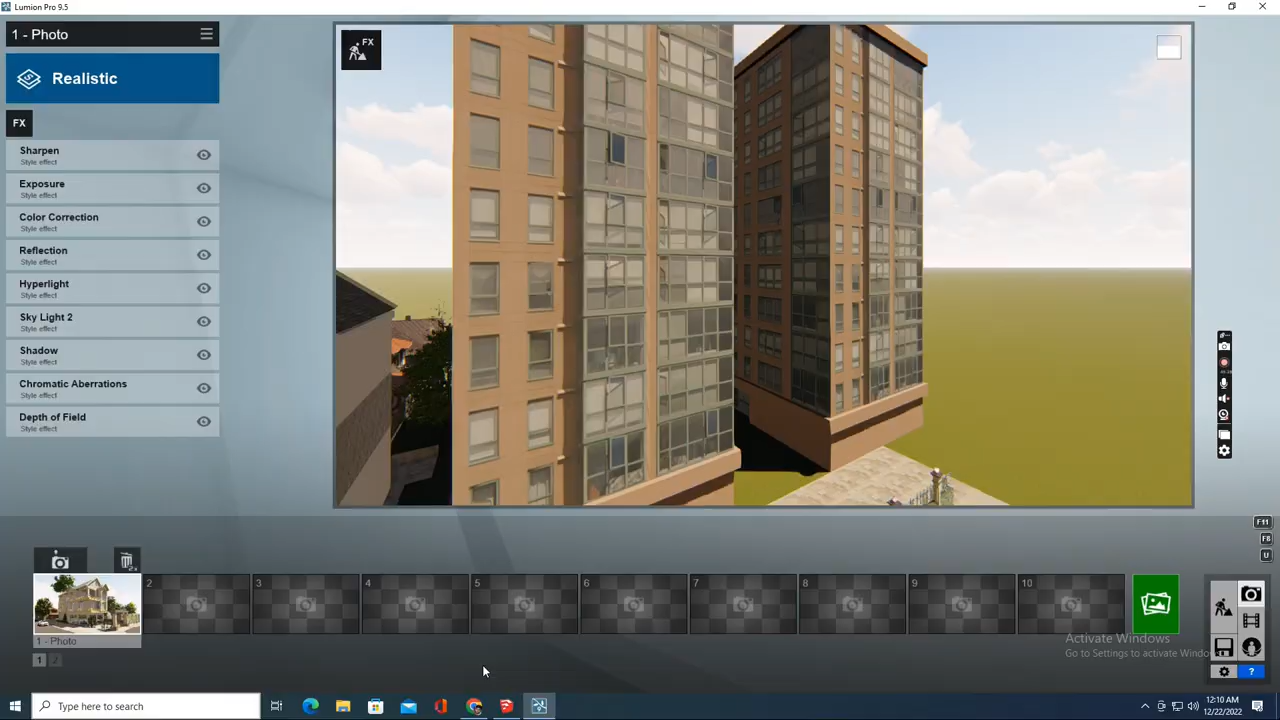 Lumion Pro 9.5
1 - Photo
Realistic
FX
FX
Sharpen
Style effect
Exposure
Style effect
Color Correction
Style effect
Reflection
Style effect
Hyperlight
Style effect
Sky Light 2
Style effect
Shadow
Style effect
Chromatic Aberrations
Style effect
Depth of Field
Style effect
F11
F8
U
2 3 4 5 6 7 8 9 10
1 - Photo
1 2
Activate Windows
Go to Settings to activate Windows
?
Type here to search
12:10 AM
12/22/2022